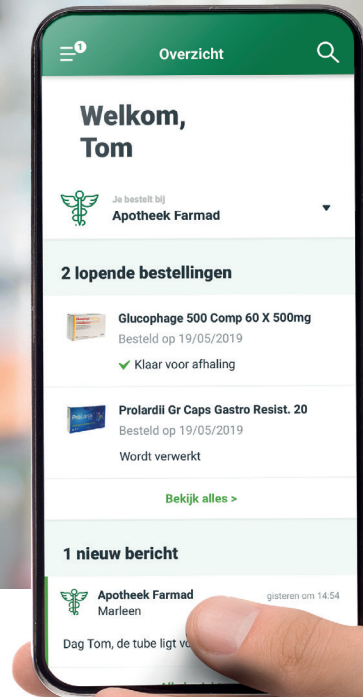 1
Overzicht
Welkom,
Tom
Je bestelt bij
Apotheek Farmad
2 lopende bestellingen
Glucophage 500 Comp 60 X 500mg
Besteld op 19/05/2019
Klaar voor afhaling
Prolardii Gr Caps Gastro Resist. 20
Besteld op 19/05/2019
Wordt verwerkt
Bekijk alles >
1 nieuw bericht
Apotheek Farmad
gisteren om 14:54
Marleen
Dag Tom, de tube ligt